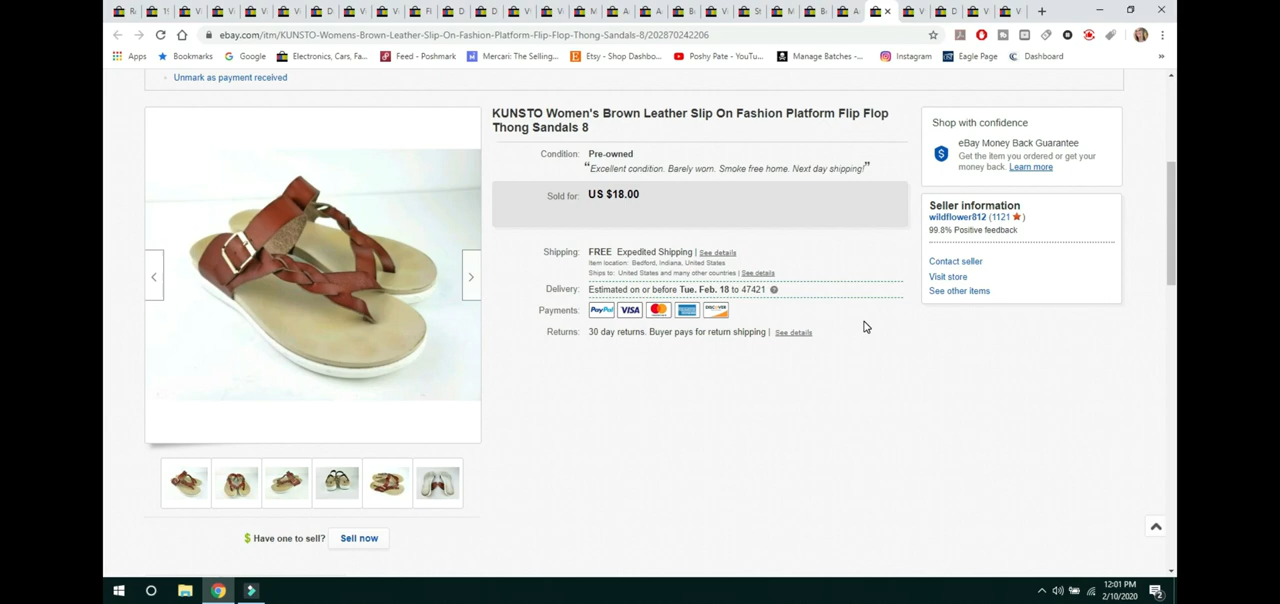 R
19
V
V
V
V
D
V
V
Fl
D
D
V
V
M
A
A
B
V
St
M
B
A
V
D
V
V
ebay.com/itm/KUNSTO-Womens-Brown-Leather-Slip-On-Fashion-Platform-Flip-Flop-Thong-Sandals-8/202870242206
Apps
Bookmarks
Google
Electronics, Cars, Fa...
Feed - Poshmark
Mercari: The Selling...
Etsy - Shop Dashbo...
Poshy Pate - YouTu...
Manage Batches -...
Instagram
Eagle Page
Dashboard
»
Unmark as payment received
KUNSTO Women's Brown Leather Slip On Fashion Platform Flip Flop
Thong Sandals 8
Condition: Pre-owned
“Excellent condition. Barely worn. Smoke free home. Next day shipping!”
Sold for: US $18.00
Shipping: FREE Expedited Shipping | See details
Item location: Bedford, Indiana, United States
Ships to: United States and many other countries | See details
Delivery: Estimated on or before Tue. Feb. 18 to 47421
Payments: PayPal VISA DISCOVER
Returns: 30 day returns. Buyer pays for return shipping | See details
Shop with confidence
eBay Money Back Guarantee
Get the item you ordered or get your
money back. Learn more
Seller information
wildflower812 (1121 ★)
99.8% Positive feedback
Contact seller
Visit store
See other items
$ Have one to sell? Sell now
12:01 PM
2/10/2020
2